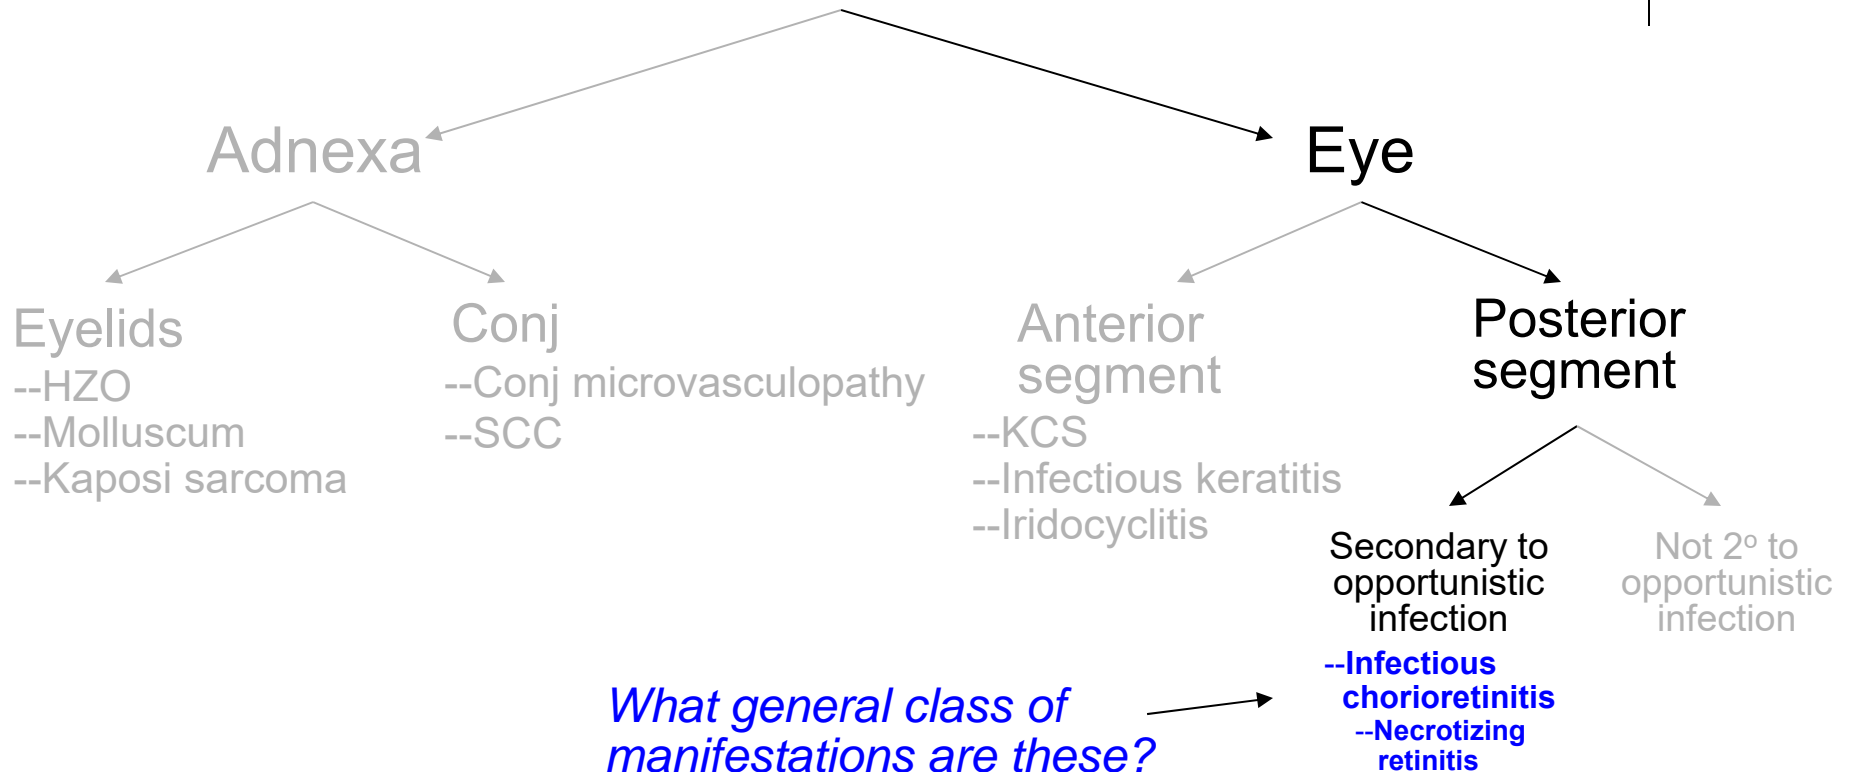 Adnexa
Eye
Eyelids
--HZO
--Molluscum
--Kaposi sarcoma
Conj
--Conj microvasculopathy
--SCC
Anterior
segment
--KCS
--Infectious keratitis
--Iridocyclitis
Posterior
segment
Secondary to
opportunistic
infection
Not 2º to
opportunistic
infection
--Infectious
chorioretinitis
--Necrotizing
retinitis
What general class of
manifestations are these?